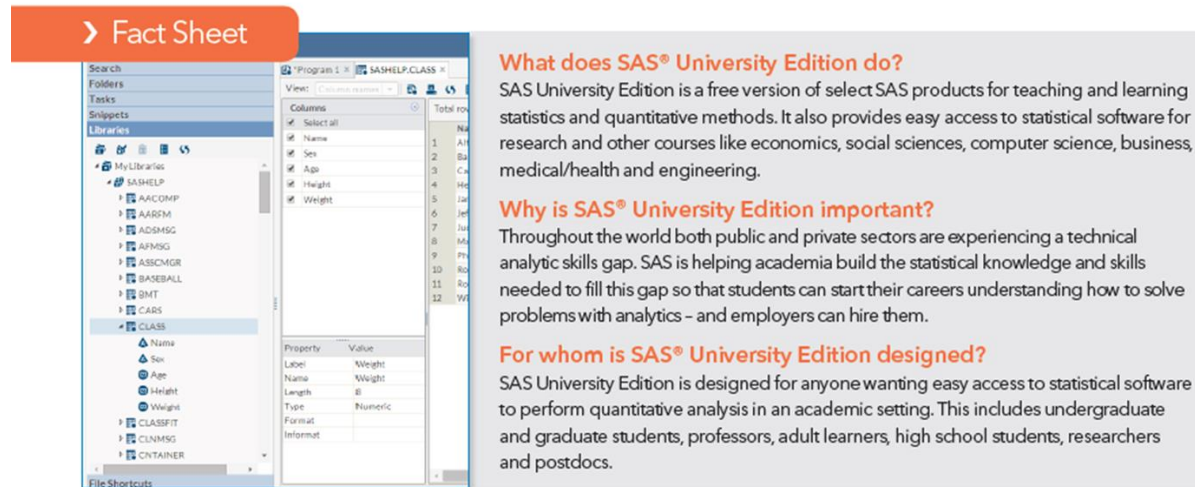 Fact Sheet
Search
Folders
Tasks
Snippets
Libraries
My Libraries
SASHELP
AACOMP
AARFM
ADSMSG
AFMSG
ASSCMGR
BASEBALL
BMT
CARS
CLASS
Name
Sex
Age
Height
Weight
CLASSFIT
CLNMSG
CNTAINER
File Shortcuts
*Program 1 × SASHELP.CLASS ×
View: Column names
Columns
Select all
Name
Sex
Age
Height
Weight
Property Value
Label Weight
Name Weight
Length 8
Type Numeric
Format
Informat
Total
1
2
3
4
5
6
7
8
9
10
11
12
What does SAS® University Edition do?
SAS University Edition is a free version of select SAS products for teaching and learning
statistics and quantitative methods. It also provides easy access to statistical software for
research and other courses like economics, social sciences, computer science, business,
medical/health and engineering.
Why is SAS® University Edition important?
Throughout the world both public and private sectors are experiencing a technical
analytic skills gap. SAS is helping academia build the statistical knowledge and skills
needed to fill this gap so that students can start their careers understanding how to solve
problems with analytics – and employers can hire them.
For whom is SAS® University Edition designed?
SAS University Edition is designed for anyone wanting easy access to statistical software
to perform quantitative analysis in an academic setting. This includes undergraduate
and graduate students, professors, adult learners, high school students, researchers
and postdocs.